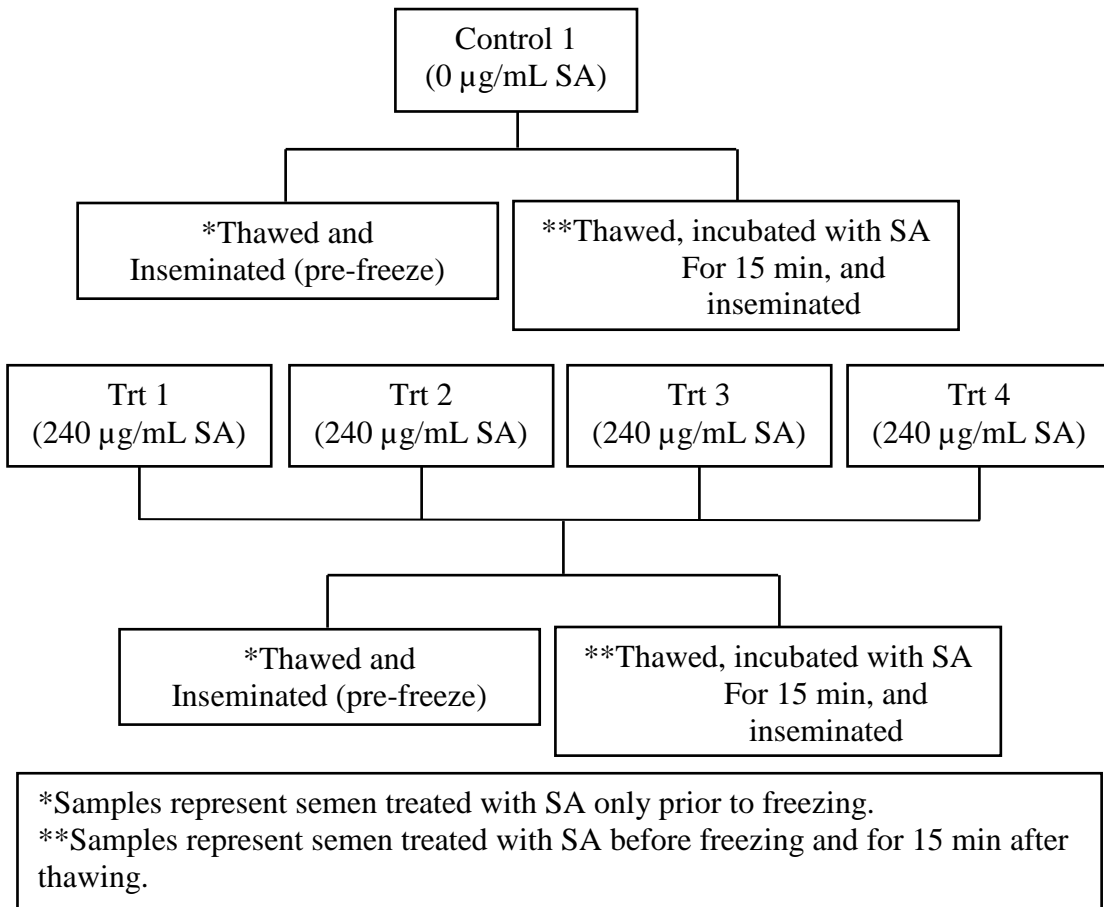 Control 1
(0 µg/mL SA)
*Thawed and
Inseminated (pre-freeze)
**Thawed, incubated with SA
For 15 min, and
inseminated
Trt 1
(240 µg/mL SA)
Trt 2
(240 µg/mL SA)
Trt 3
(240 µg/mL SA)
Trt 4
(240 µg/mL SA)
*Thawed and
Inseminated (pre-freeze)
**Thawed, incubated with SA
For 15 min, and
inseminated
*Samples represent semen treated with SA only prior to freezing.
**Samples represent semen treated with SA before freezing and for 15 min after
thawing.